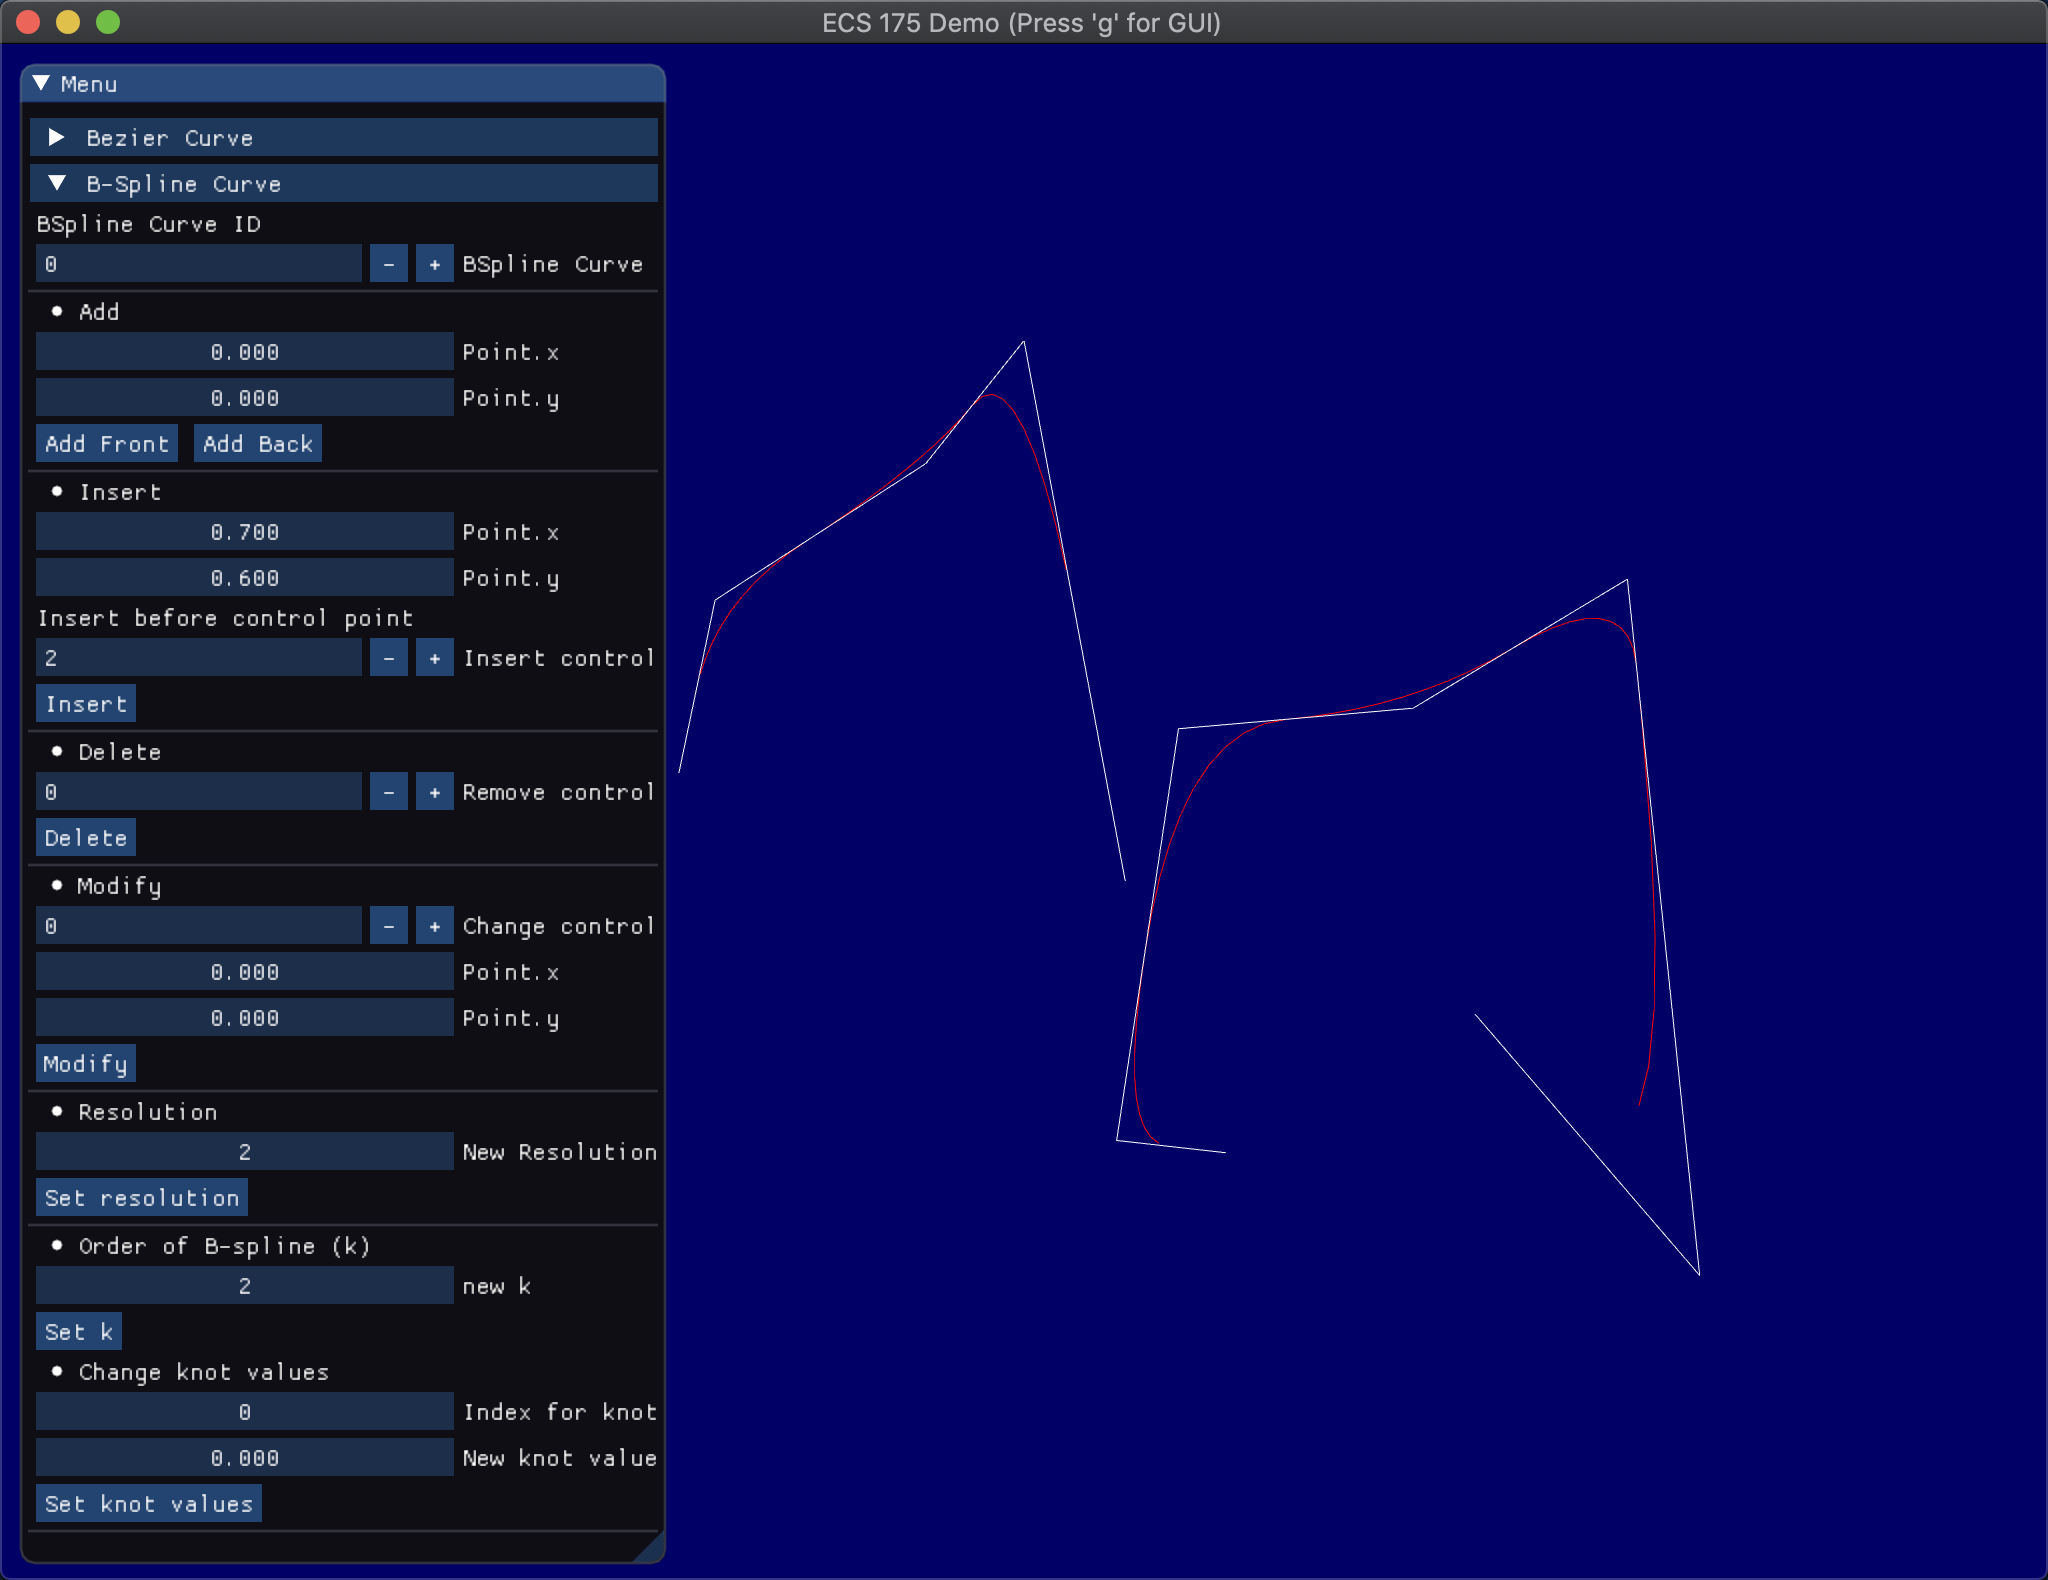 ECS 175 Demo (Press 'g' for GUI)
Menu
Bezier Curve
B-Spline Curve
BSpline Curve ID
0 - + BSpline Curve
Add
0.000 Point.x
0.000 Point.y
Add Front Add Back
Insert
0.700 Point.x
0.600 Point.y
Insert before control point
2 - + Insert control
Insert
Delete
0 - + Remove control
Delete
Modify
0 - + Change control
0.000 Point.x
0.000 Point.y
Modify
Resolution
2 New Resolution
Set resolution
Order of B-spline (k)
2 new k
Set k
Change knot values
0 Index for knot
0.000 New knot value
Set knot values